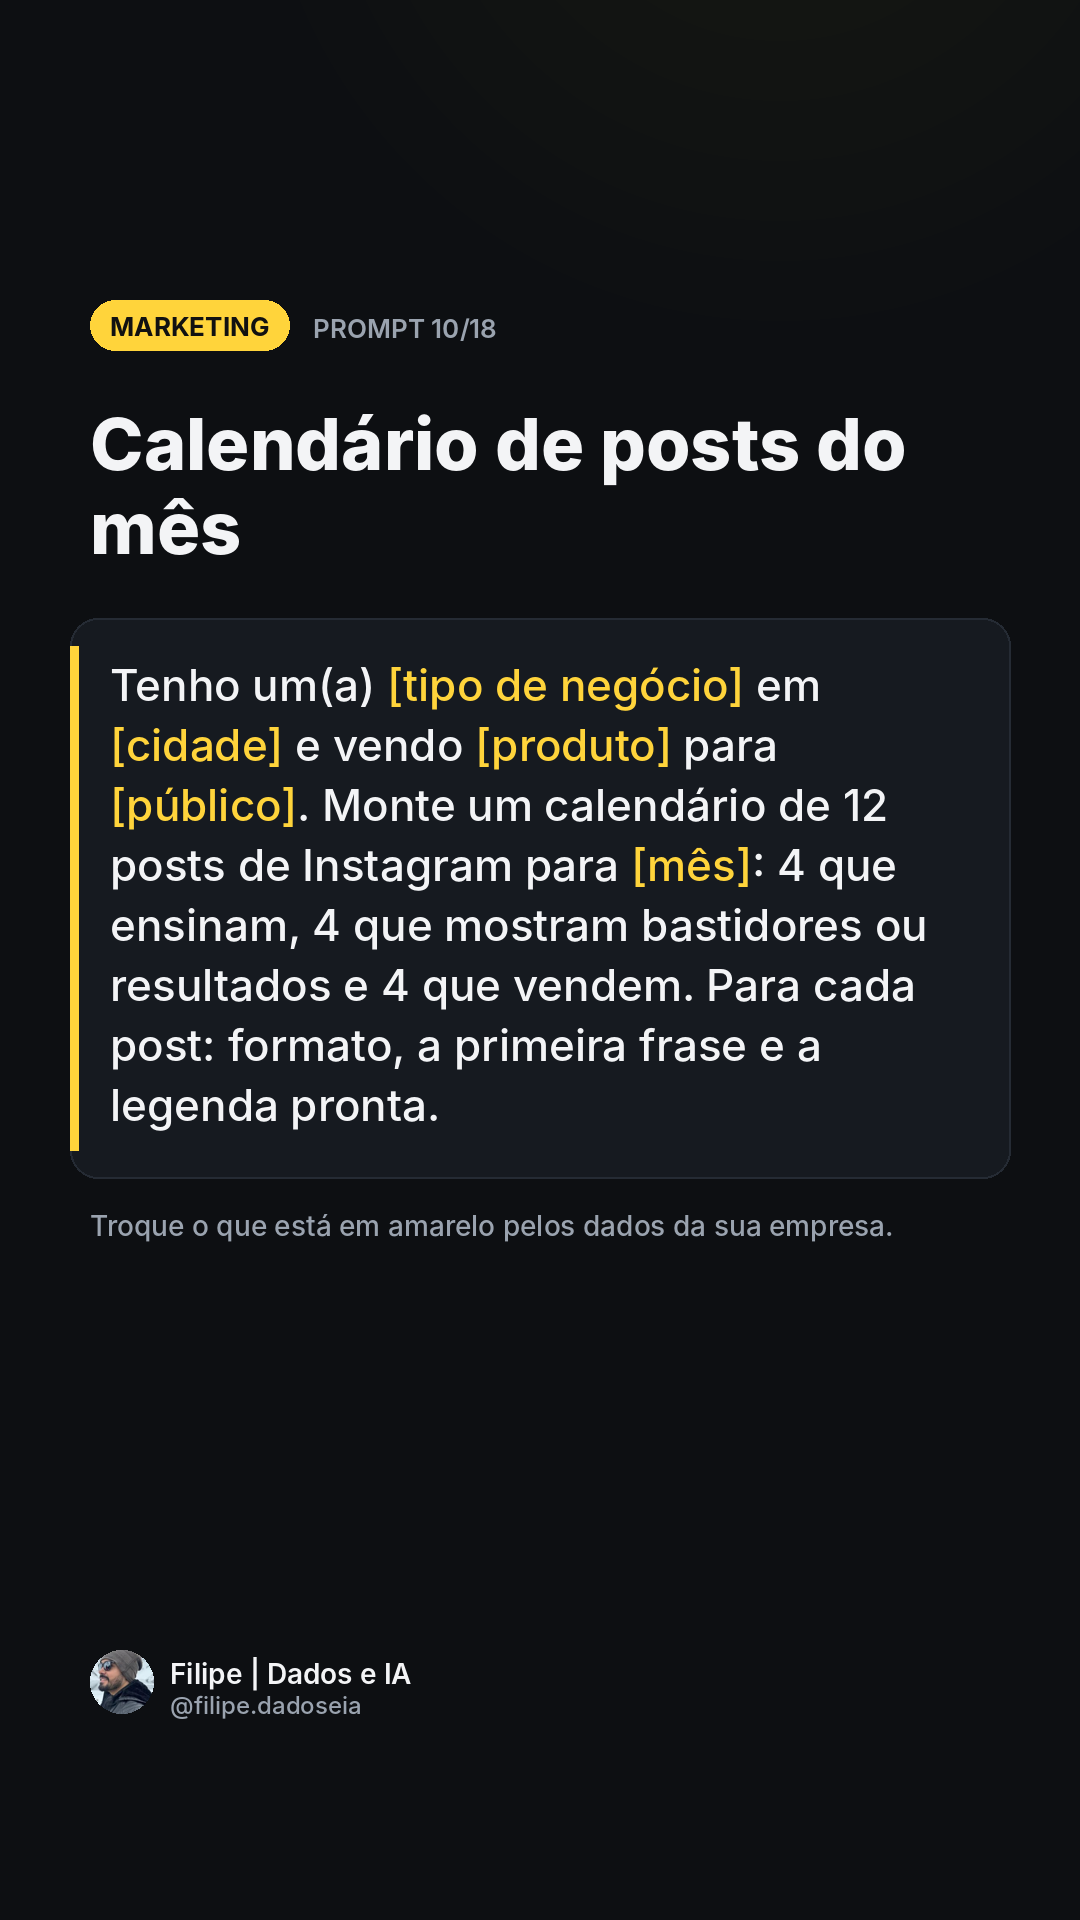 MARKETING PROMPT 10/18
Calendário de posts do
mês
Tenho um(a) [tipo de negócio] em
[cidade] e vendo [produto] para
[público]. Monte um calendário de 12
posts de Instagram para [mês]: 4 que
ensinam, 4 que mostram bastidores ou
resultados e 4 que vendem. Para cada
post: formato, a primeira frase e a
legenda pronta.
Troque o que está em amarelo pelos dados da sua empresa.
Filipe | Dados e IA
@filipe.dadoseia